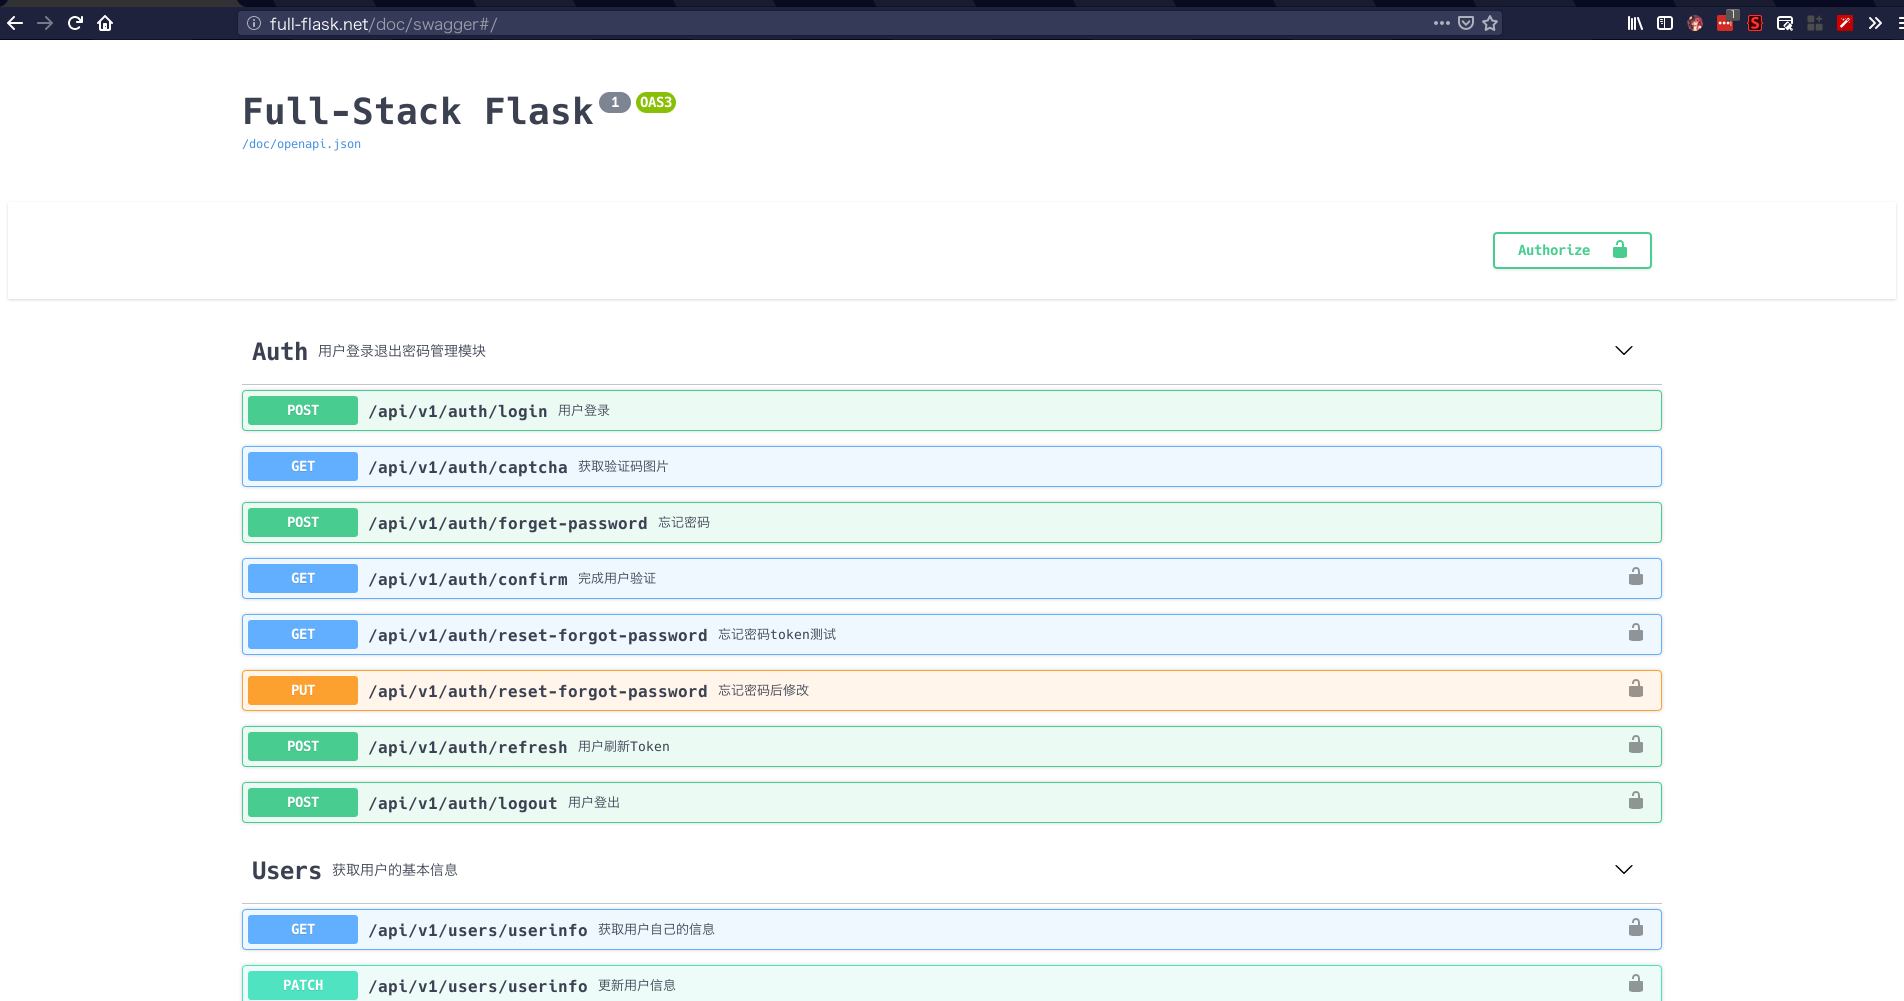 full-flask.net/doc/swagger#/
1
Full-Stack Flask 1 OAS3
/doc/openapi.json
Authorize
Auth 用户登录退出密码管理模块
POST /api/v1/auth/login 用户登录
GET /api/v1/auth/captcha 获取验证码图片
POST /api/v1/auth/forget-password 忘记密码
GET /api/v1/auth/confirm 完成用户验证
GET /api/v1/auth/reset-forgot-password 忘记密码token测试
PUT /api/v1/auth/reset-forgot-password 忘记密码后修改
POST /api/v1/auth/refresh 用户刷新Token
POST /api/v1/auth/logout 用户登出
Users 获取用户的基本信息
GET /api/v1/users/userinfo 获取用户自己的信息
PATCH /api/v1/users/userinfo 更新用户信息